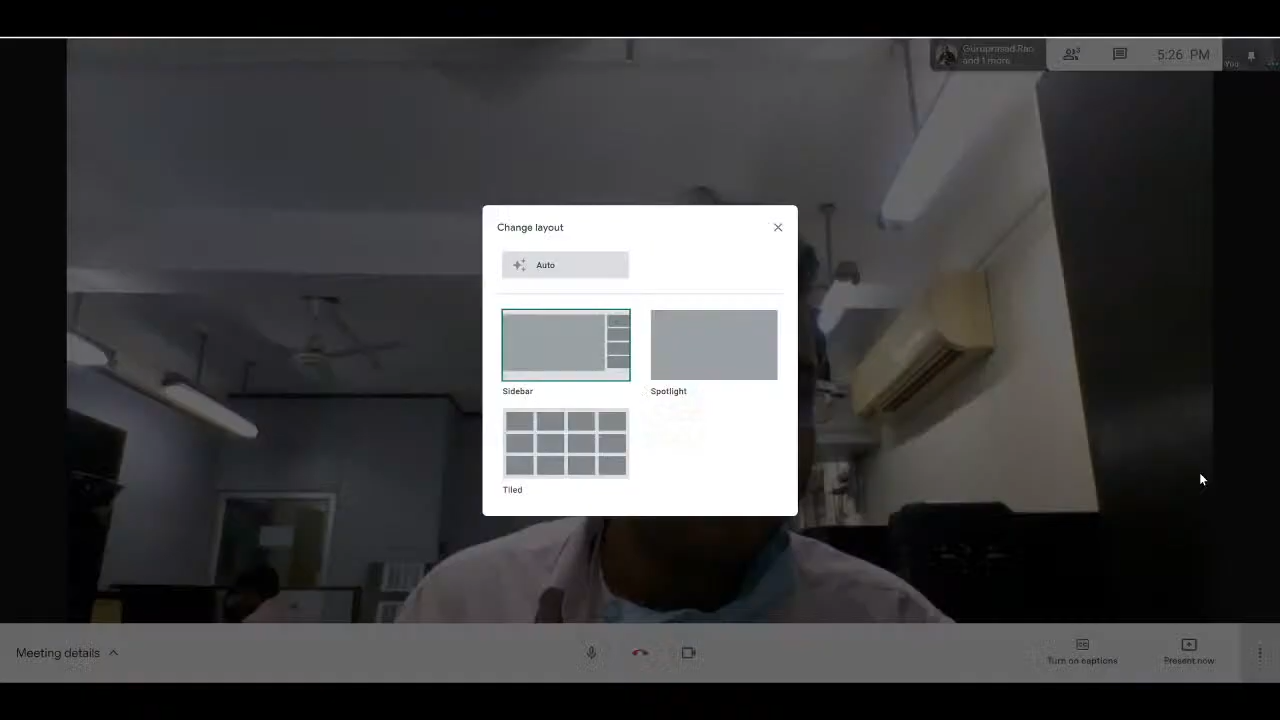 Guruprasad Rao
and 1 more
3
5:26 PM
You
Change layout
Auto
Sidebar
Spotlight
Tiled
Meeting details
Turn on captions
Present now